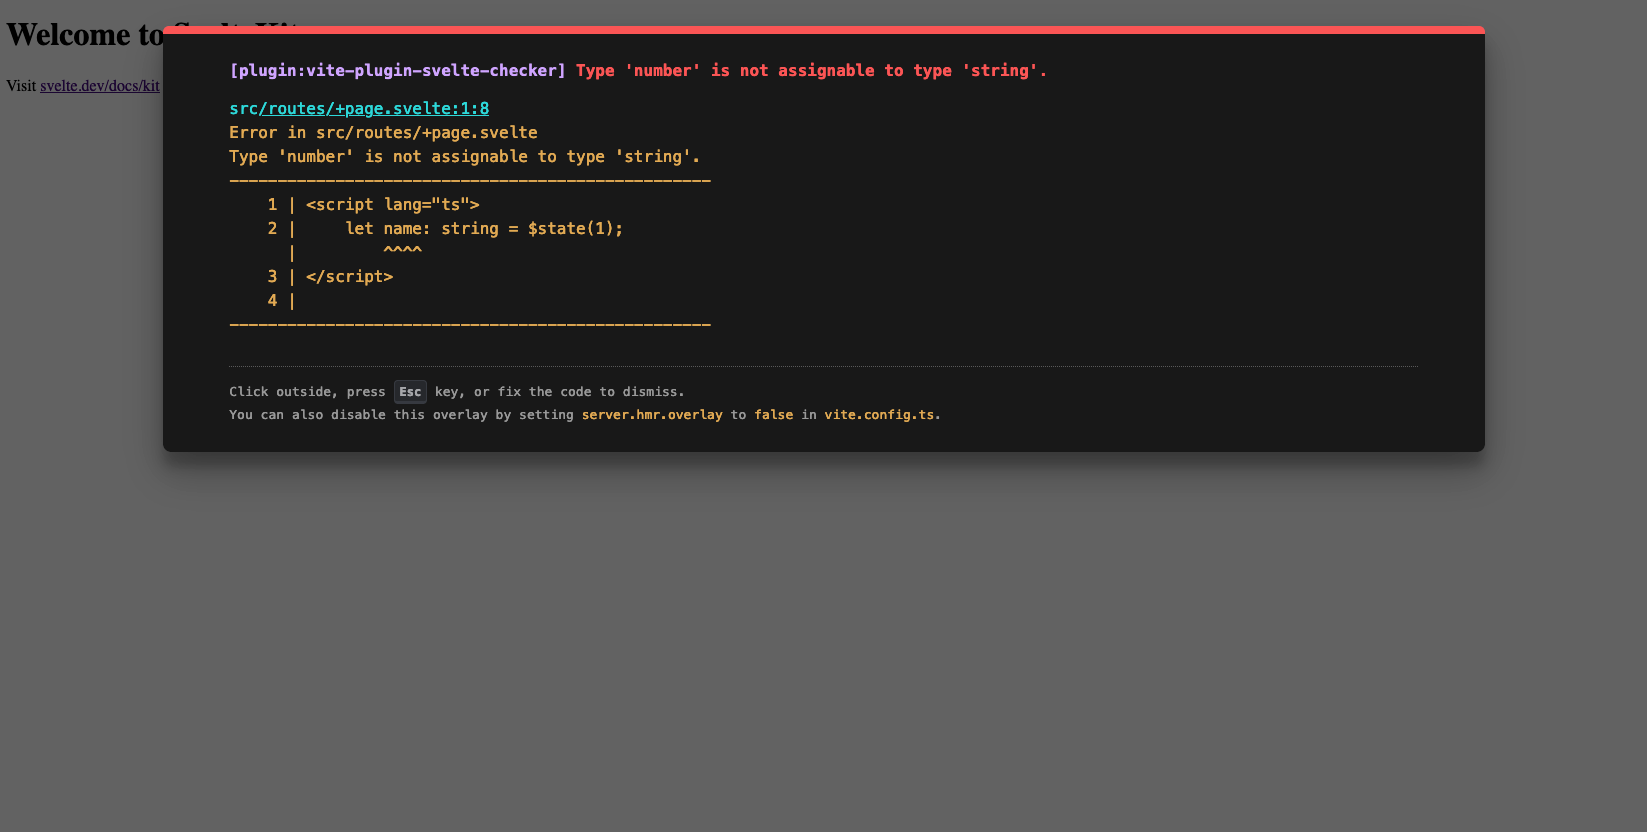 Welcome to SvelteKit
[plugin:vite-plugin-svelte-checker] Type 'number' is not assignable to type 'string'.
Visit svelte.dev/docs/kit
src/routes/+page.svelte:1:8
Error in src/routes/+page.svelte
Type 'number' is not assignable to type 'string'.
--------------------------------------------------
1 | <script lang="ts">
2 |     let name: string = $state(1);
  |         ^^^^
3 | </script>
4 |
--------------------------------------------------
Click outside, press Esc key, or fix the code to dismiss.
You can also disable this overlay by setting server.hmr.overlay to false in vite.config.ts.